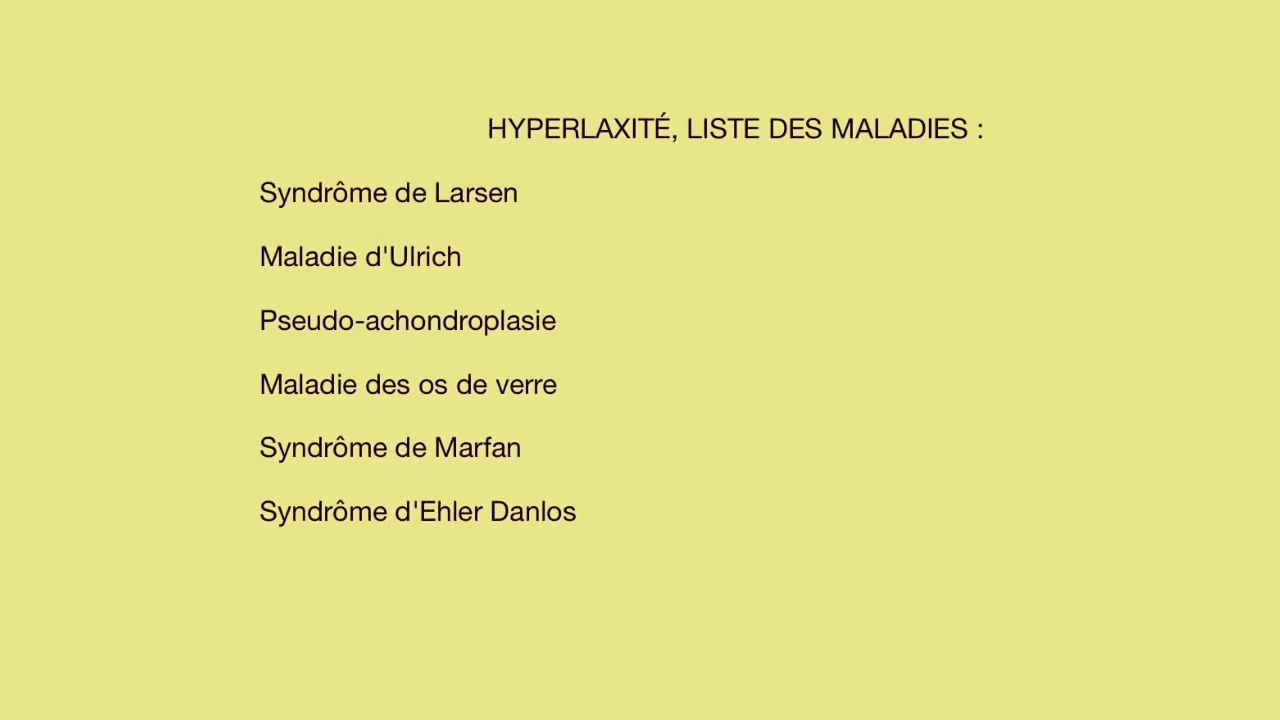 HYPERLAXITÉ, LISTE DES MALADIES :
Syndrôme de Larsen
Maladie d'Ulrich
Pseudo-achondroplasie
Maladie des os de verre
Syndrôme de Marfan
Syndrôme d'Ehler Danlos